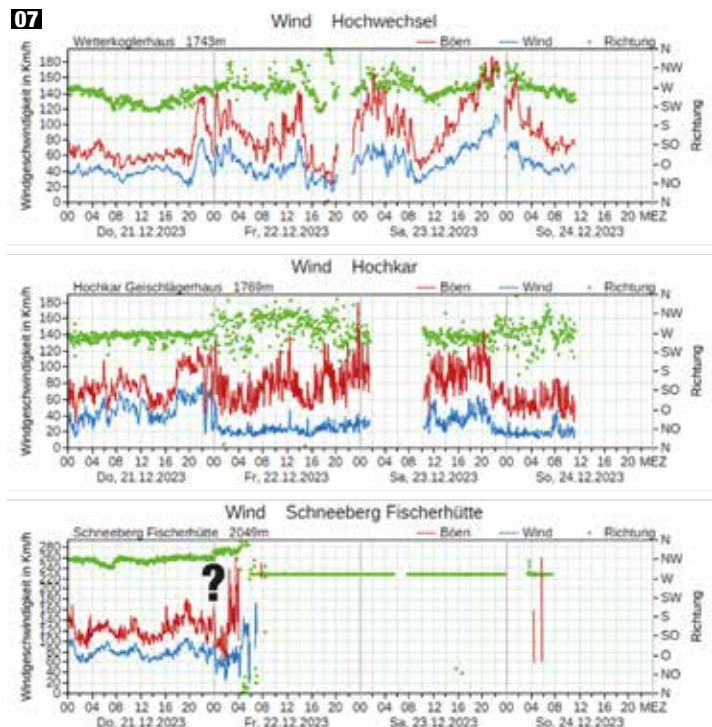 07
Wind Hochwechsel
Wetterkoglerhaus 1743m Böen Wind Richtung
Windgeschwindigkeit in Km/h
180
160
140
120
100
80
60
40
20
0
N
NW
W
SW
S
SO
O
NO
N
Richtung
00 04 08 12 16 20 00 04 08 12 16 20 00 04 08 12 16 20 00 04 08 12 16 20 MEZ
Do, 21.12.2023 Fr, 22.12.2023 Sa, 23.12.2023 So, 24.12.2023
Wind Hochkar
Hochkar Geischlägerhaus 1769m Böen Wind Richtung
Windgeschwindigkeit in Km/h
180
160
140
120
100
80
60
40
20
0
N
NW
W
SW
S
SO
O
NO
N
Richtung
00 04 08 12 16 20 00 04 08 12 16 20 00 04 08 12 16 20 00 04 08 12 16 20 MEZ
Do, 21.12.2023 Fr, 22.12.2023 Sa, 23.12.2023 So, 24.12.2023
Wind Schneeberg Fischerhütte
Schneeberg Fischerhütte 2049m Böen Wind Richtung
Windgeschwindigkeit in Km/h
?
N
NW
W
SW
S
SO
O
NO
N
Richtung
00 04 08 12 16 20 00 04 08 12 16 20 00 04 08 12 16 20 00 04 08 12 16 20 MEZ
Do, 21.12.2023 Fr, 22.12.2023 Sa, 23.12.2023 So, 24.12.2023